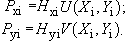 P_{xi} = H_{xi}U(X_i, Y_i);
P_{yi} = H_{yi}V(X_i, Y_i).